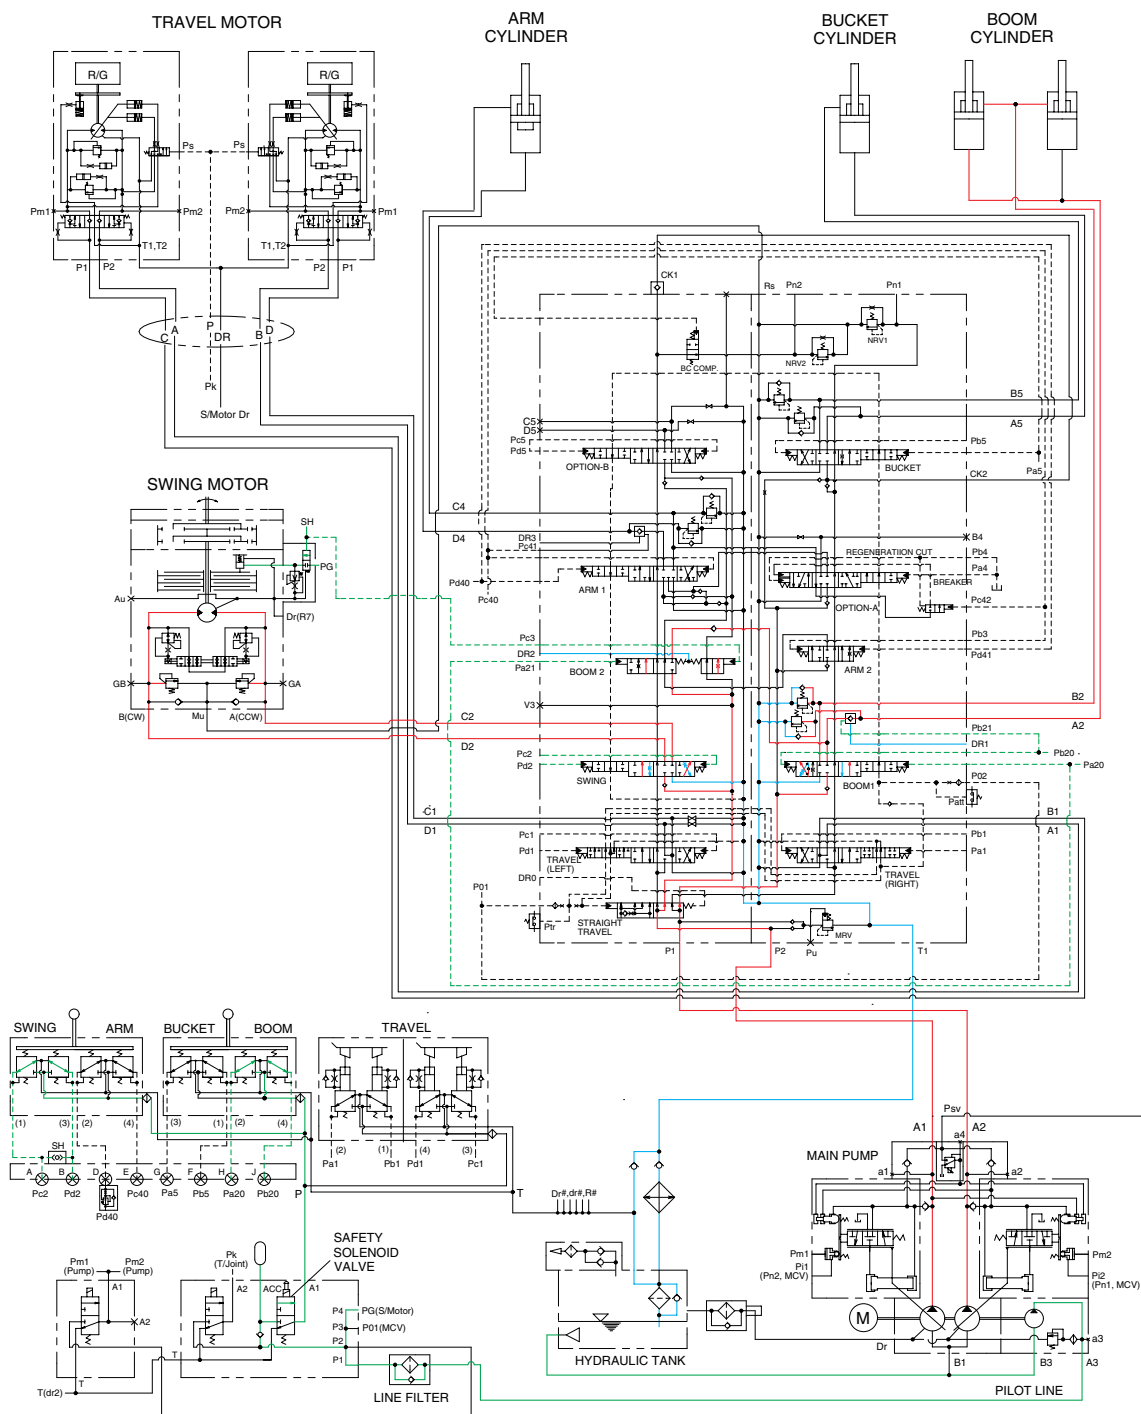 TRAVEL MOTOR
ARM
CYLINDER
BUCKET
CYLINDER
BOOM
CYLINDER
R/G
R/G
Ps
Ps
Pm1
Pm2
Pm2
Pm1
T1,T2
T1,T2
P1
P2
P2
P1
C
A
P
DR
B
D
Pk
S/Motor Dr
CK1
Rs
Pn2
Pn1
NRV1
NRV2
BC COMP.
B5
A5
C5
D5
Pc5
Pd5
OPTION-B
Pb5
BUCKET
Pa5
CK2
SWING MOTOR
SH
PG
Au
Dr(R7)
GB
GA
B(CW)
Mu
A(CCW)
C4
D4
DR3
Pc41
Pd40
Pc40
ARM 1
B4
REGENERATIION CUT
Pb4
Pa4
BREAKER
OPTION-A
Pc42
Pc3
DR2
Pa21
BOOM 2
Pb3
Pd41
ARM 2
V3
C2
D2
B2
A2
Pb21
DR1
Pb20
Pa20
Pc2
Pd2
SWING
BOOM1
P02
Patt
C1
D1
B1
A1
Pc1
Pd1
TRAVEL
(LEFT)
Pb1
Pa1
TRAVEL
(RIGHT)
DR0
P01
Ptr
STRAIGHT
TRAVEL
MRV
P1
P2
Pu
T1
SWING
ARM
BUCKET
BOOM
TRAVEL
(1)
(3)
(2)
(4)
(3)
(1)
(2)
(4)
(2)
(1)
(4)
(3)
Pa1
Pb1
Pd1
Pc1
SH
A
B
D
E
G
F
H
J
Pc2
Pd2
Pd40
Pc40
Pa5
Pb5
Pa20
Pb20
P
T
Dr#,dr#,R#
Psv
A1
a4
A2
MAIN PUMP
a1
a2
Pm1
Pi1
(Pn2, MCV)
Pm2
Pi2
(Pn1, MCV)
M
Dr
B1
B3
A3
a3
PILOT LINE
SAFETY
SOLENOID
VALVE
Pm1
(Pump)
Pm2
(Pump)
A1
A2
T
T(dr2)
Pk
(T/Joint)
A2
ACC
A1
T
P4
PG(S/Motor)
P3
P01(MCV)
P2
P1
LINE FILTER
HYDRAULIC TANK